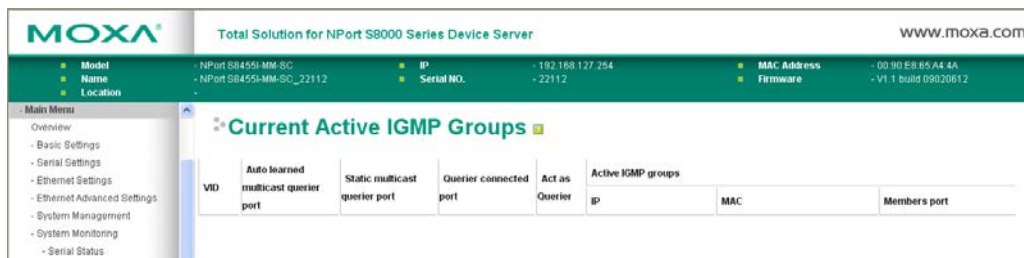 MOXA
Total Solution for NPort S8000 Series Device Server
www.moxa.com
Model - NPort S8455I-MM-SC IP - 192.168.127.254 MAC Address - 00:90:E8:65:A4:4A
Name - NPort S8455I-MM-SC_22112 Serial NO. - 22112 Firmware - V1.1 build 09020612
Location -
- Main Menu
Overview
- Basic Settings
- Serial Settings
- Ethernet Settings
- Ethernet Advanced Settings
- System Management
- System Monitoring
- Serial Status
Current Active IGMP Groups
VID
Auto learned
multicast querier
port
Static multicast
querier port
Querier connected
port
Act as
Querier
Active IGMP groups
IP MAC Members port